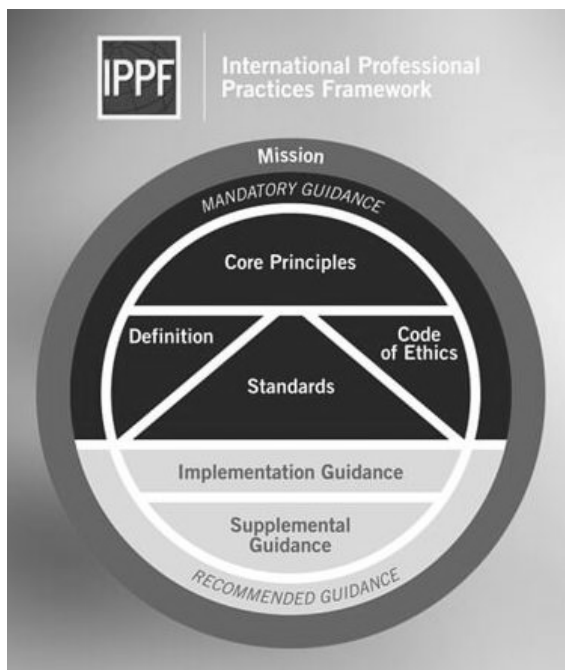 IPPF
International Professional
Practices Framework
Mission
MANDATORY GUIDANCE
Core Principles
Definition
Code
of Ethics
Standards
Implementation Guidance
Supplemental
Guidance
RECOMMENDED GUIDANCE